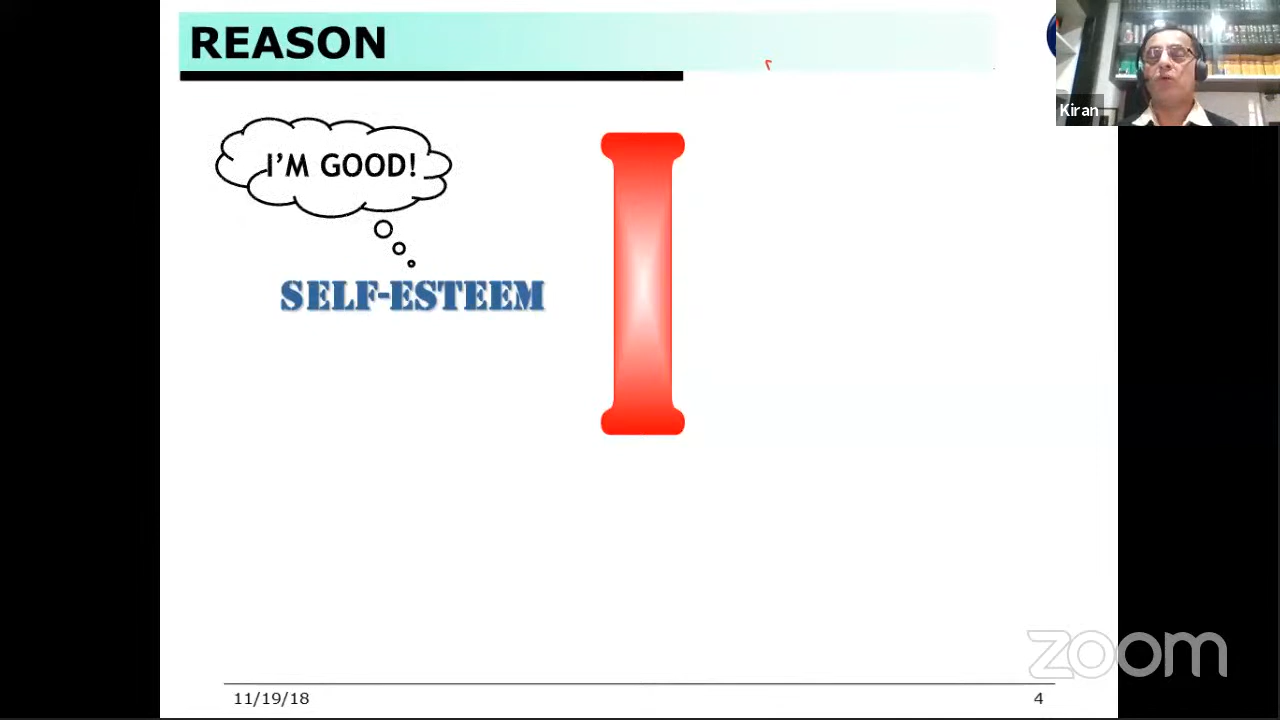 REASON
Kiran
I'M GOOD!
SELF-ESTEEM
I
zoom
11/19/18
4